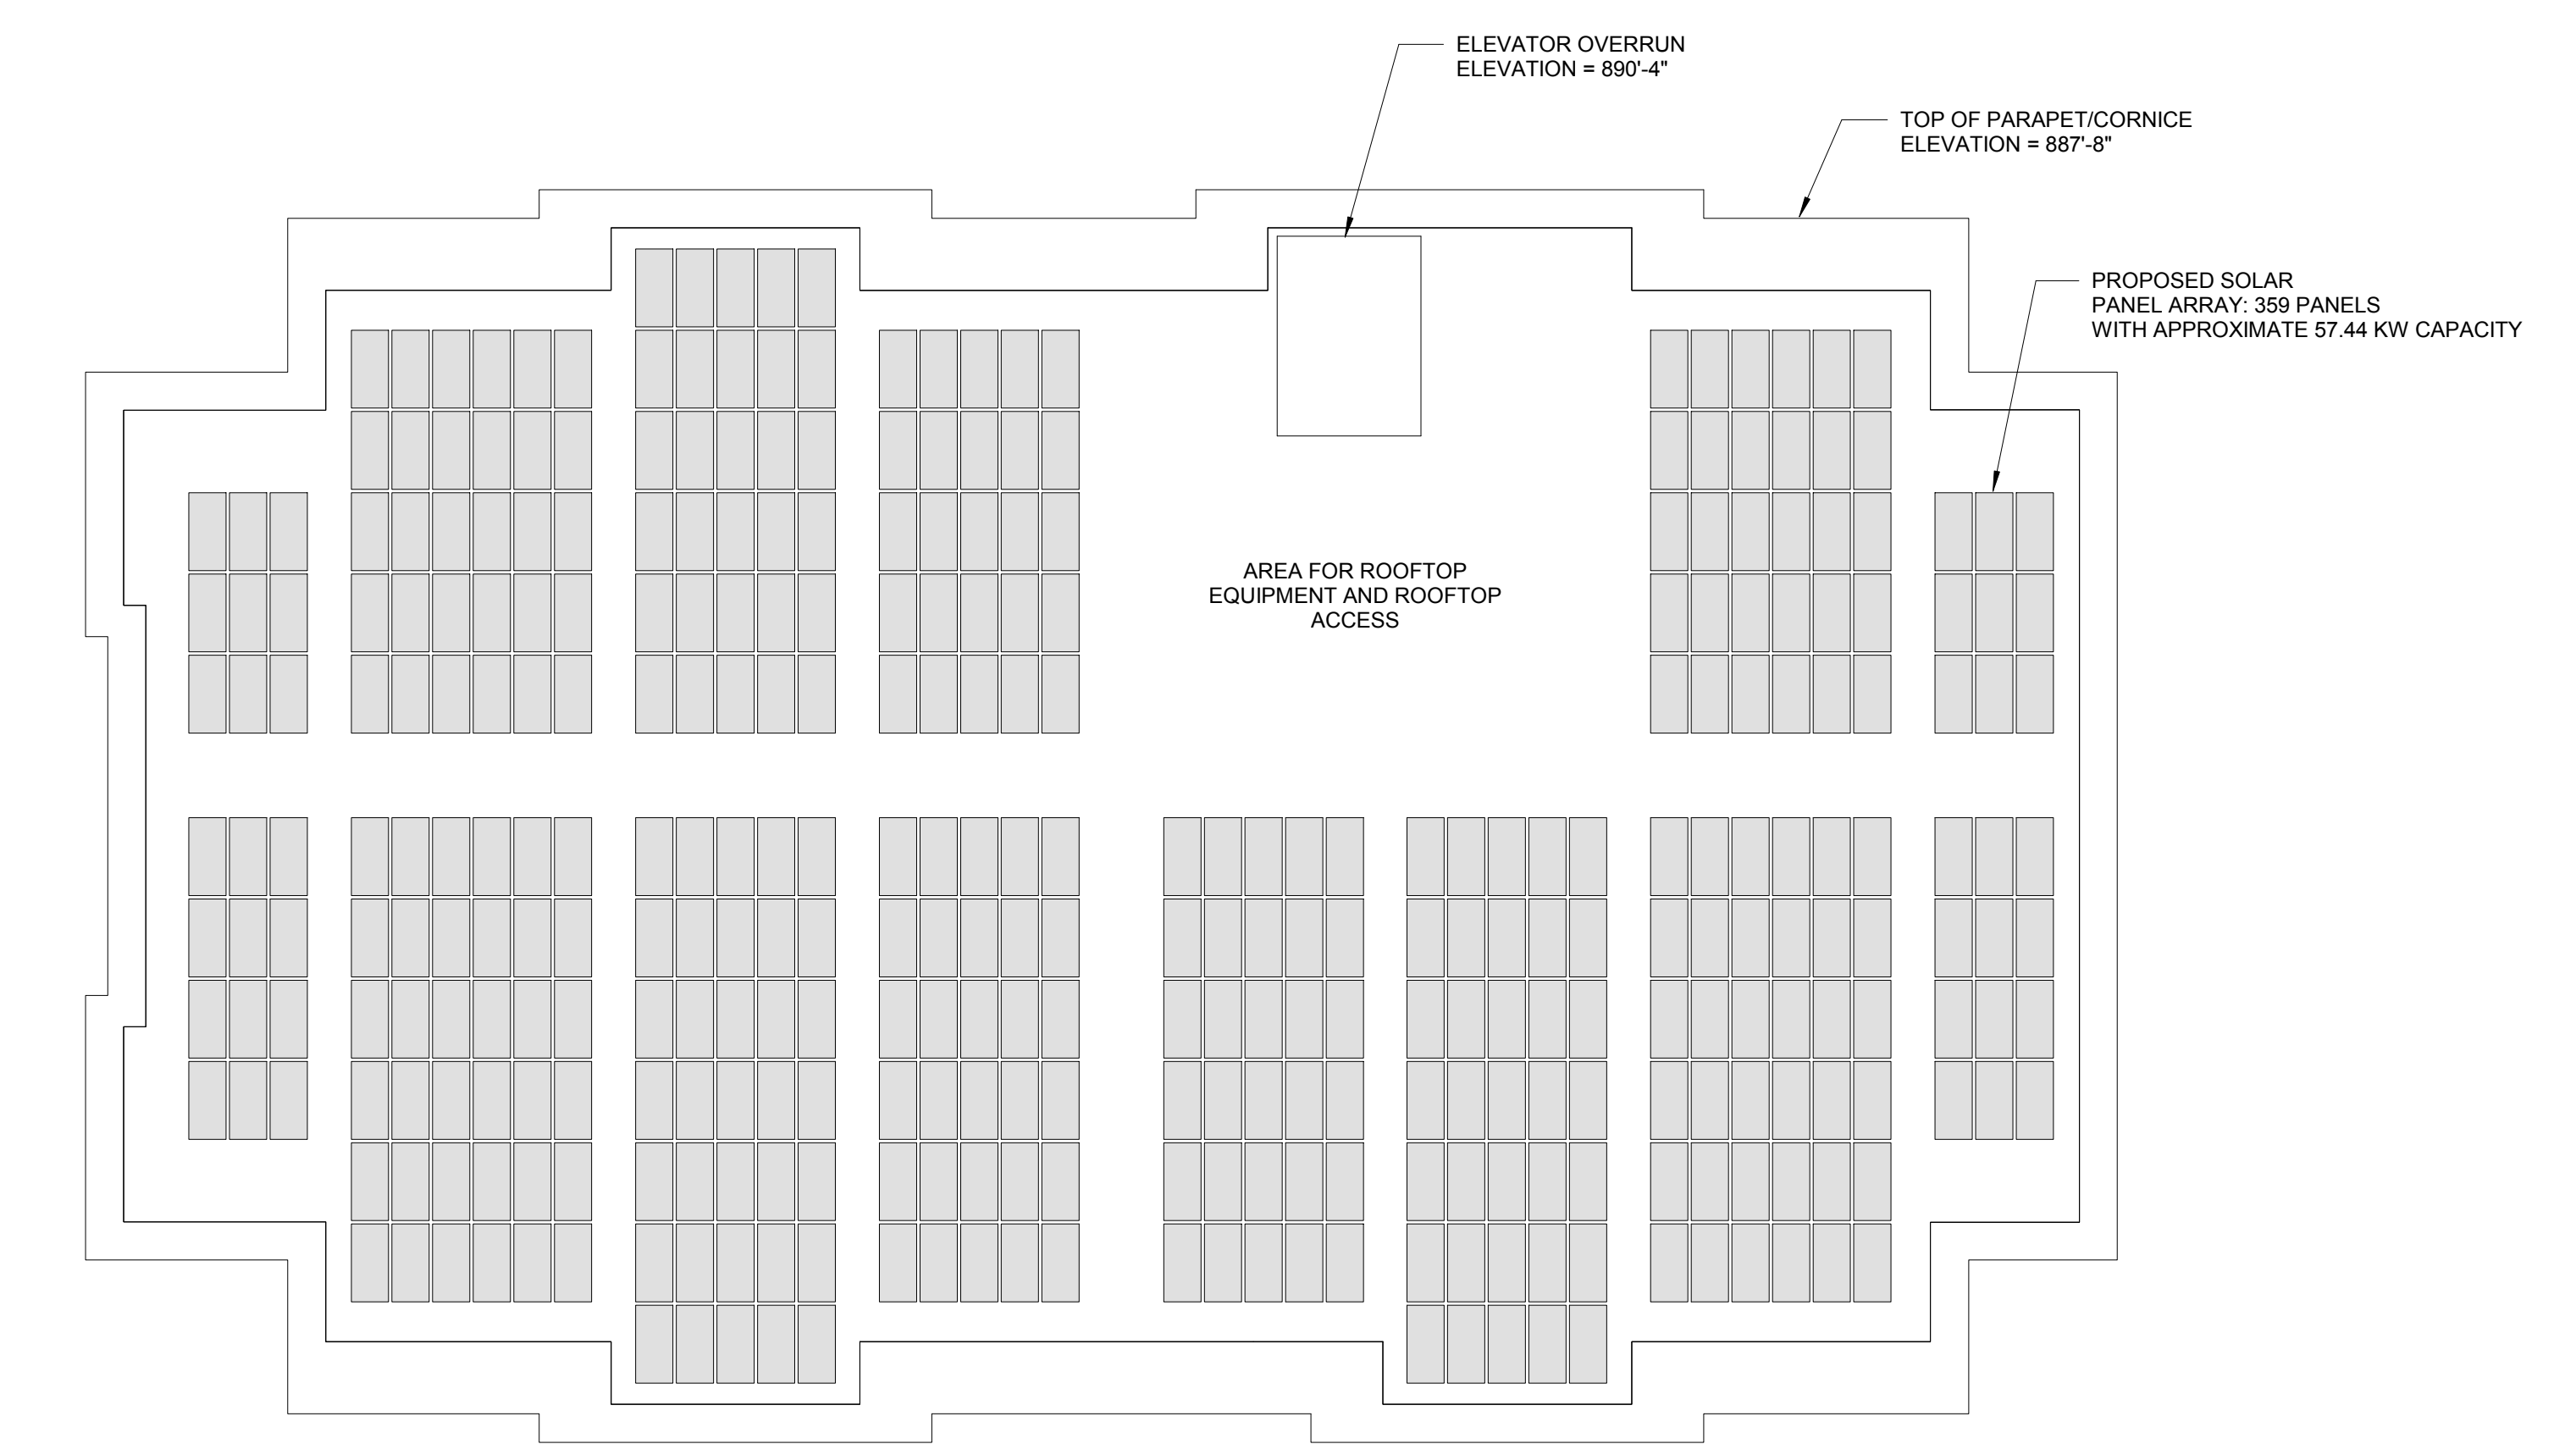 ELEVATOR OVERRUN
ELEVATION = 890'-4"
TOP OF PARAPET/CORNICE
ELEVATION = 887'-8"
PROPOSED SOLAR
PANEL ARRAY: 359 PANELS
WITH APPROXIMATE 57.44 KW CAPACITY
AREA FOR ROOFTOP
EQUIPMENT AND ROOFTOP
ACCESS